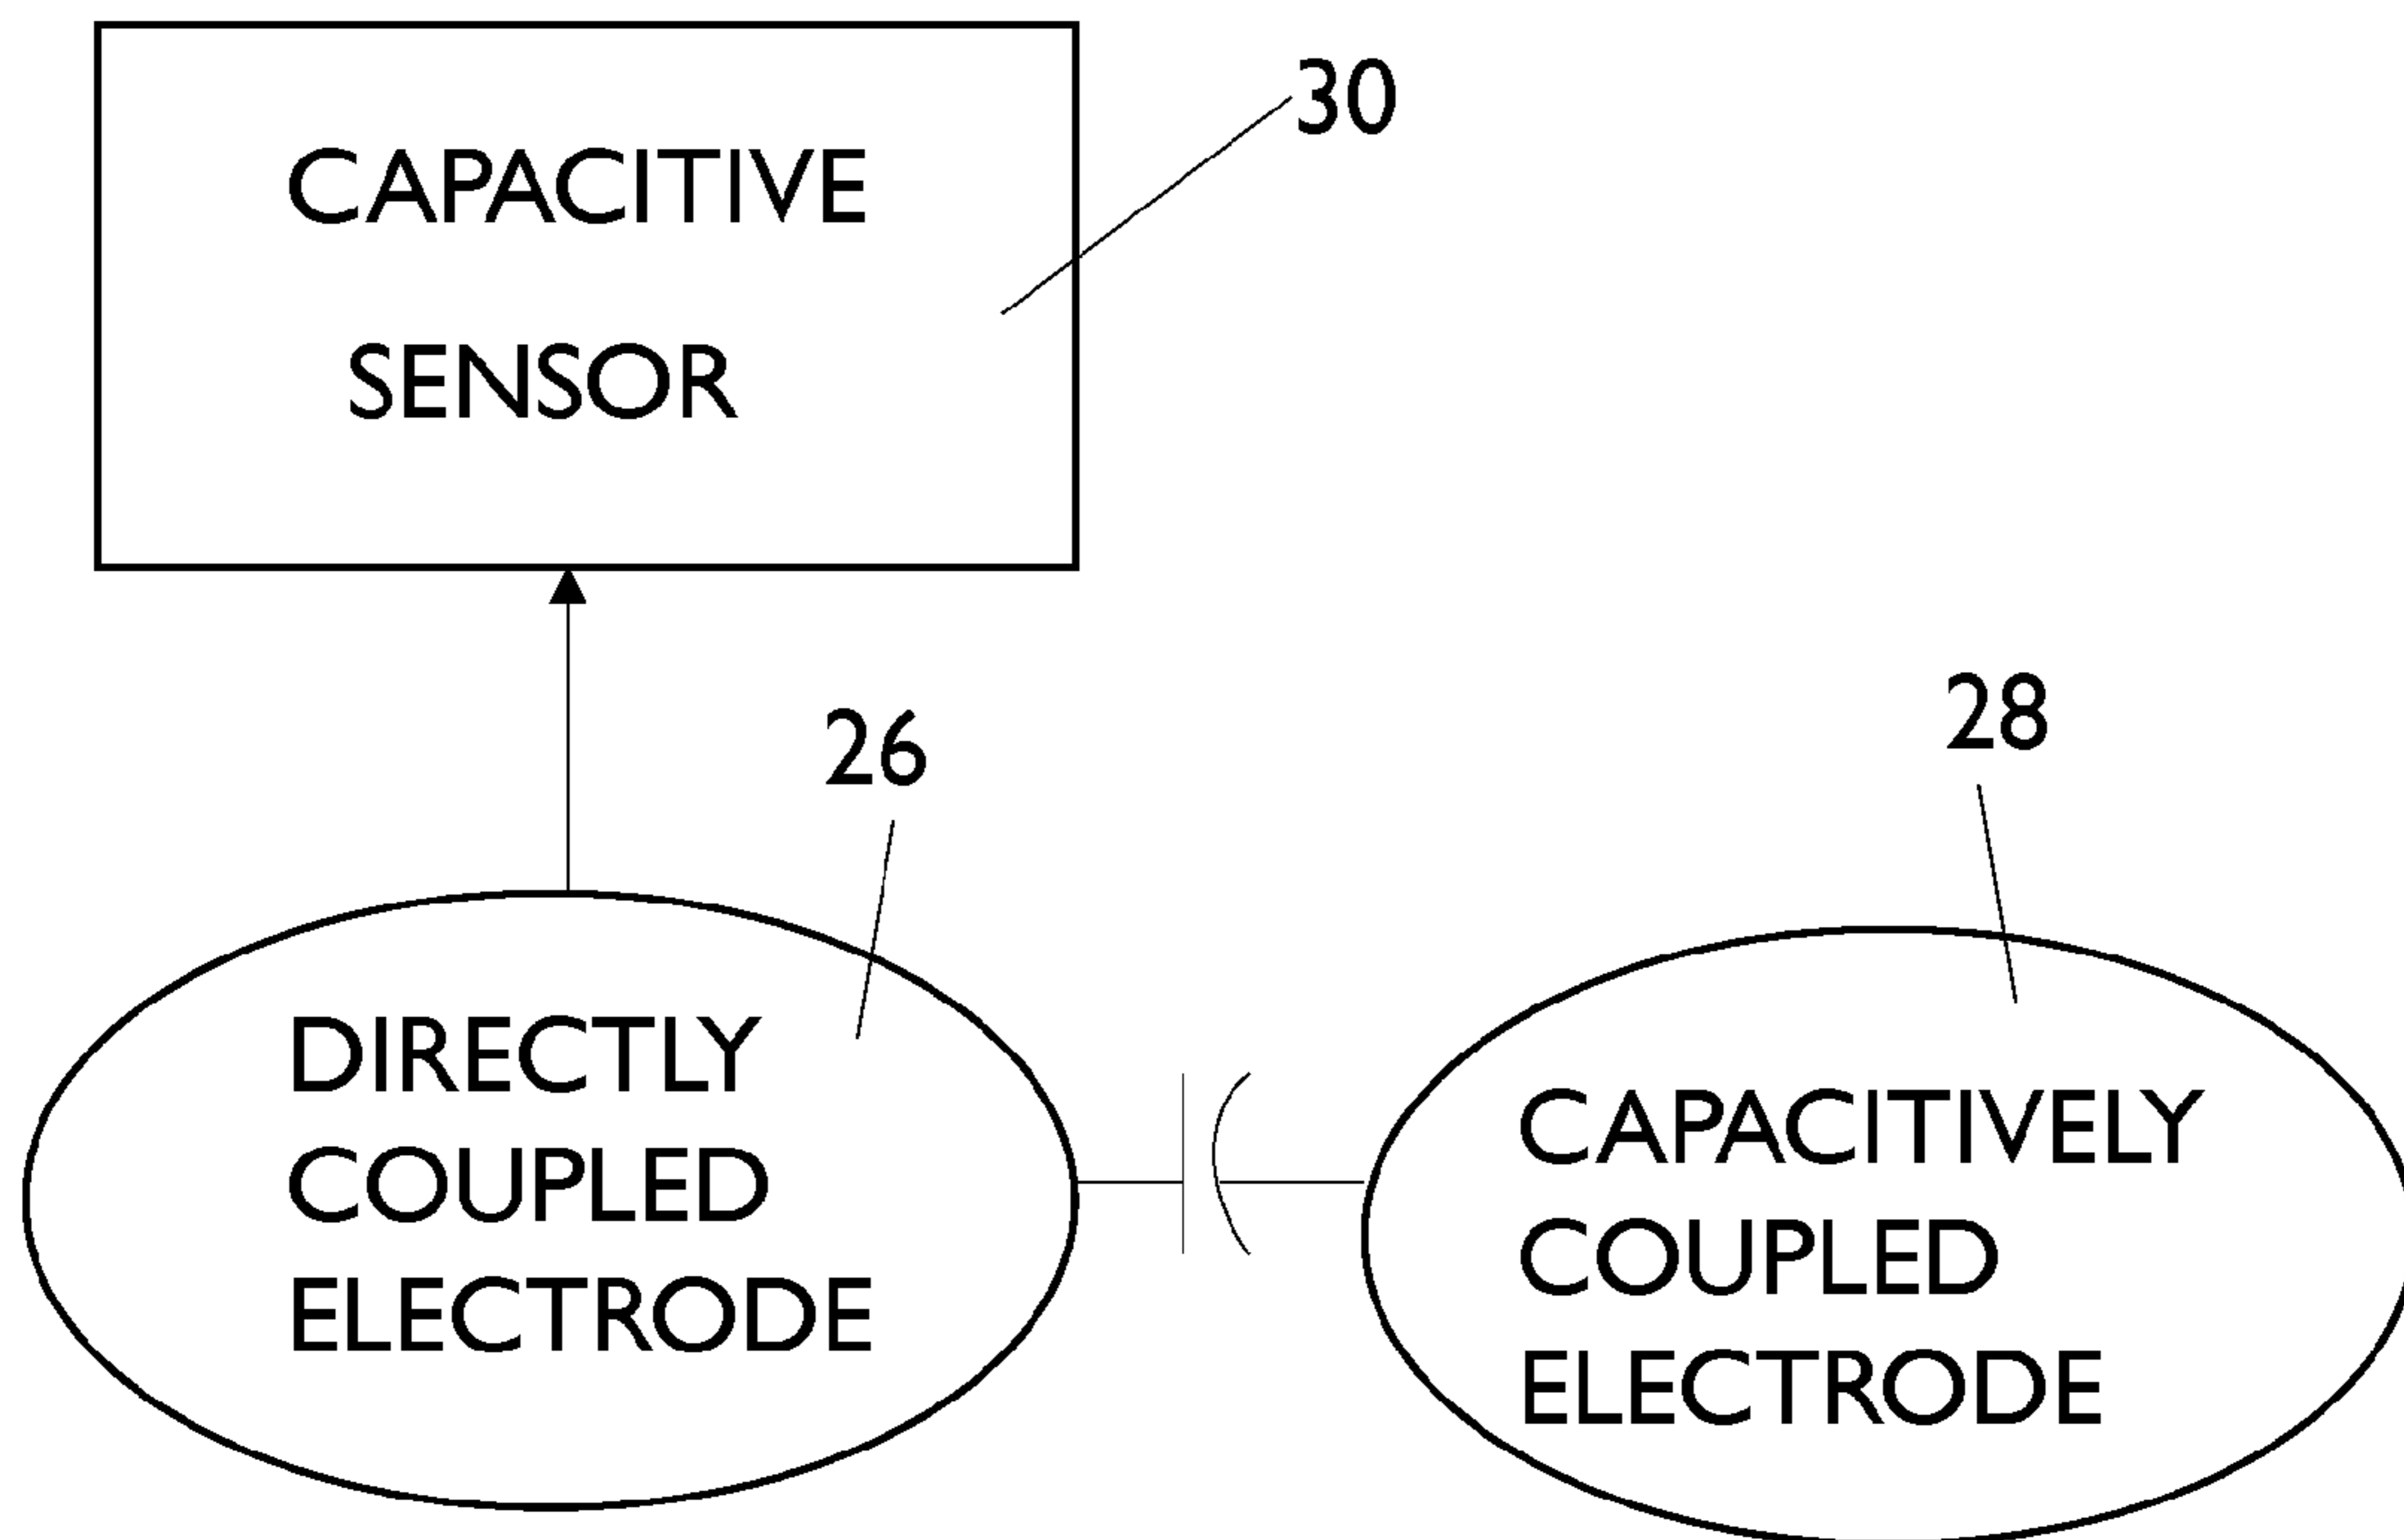 30
CAPACITIVE
SENSOR
26
28
DIRECTLY
COUPLED
ELECTRODE
CAPACITIVELY
COUPLED
ELECTRODE